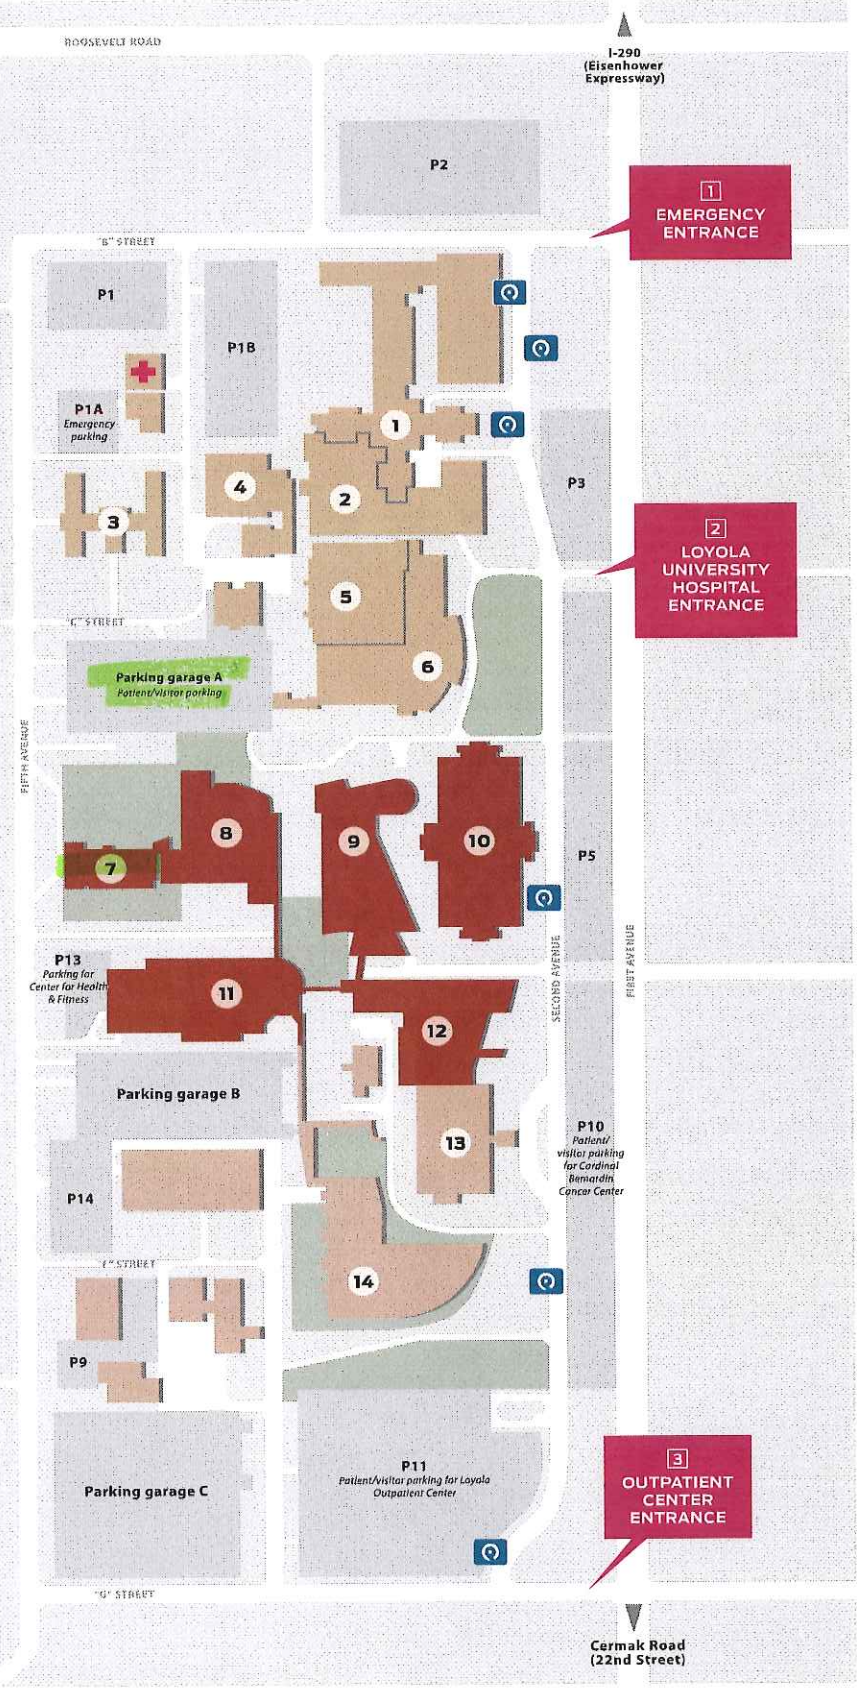 ROOSEVELT ROAD
I-290
(Eisenhower
Expressway)
P2
1
EMERGENCY
ENTRANCE
"B" STREET
P1
P1B
P1A
Emergency
parking
1
P3
4
2
3
2
LOYOLA
UNIVERSITY
HOSPITAL
ENTRANCE
5
"C" STREET
6
Parking garage A
Patient/visitor parking
FIFTH AVENUE
8
9
10
P5
7
SECOND AVENUE
FIRST AVENUE
P13
Parking for
Center for Health
& Fitness
11
12
Parking garage B
13
P10
Patient/
visitor parking
for Cardinal
Bernardin
Cancer Center
P14
"E" STREET
14
P9
P11
Patient/visitor parking for Loyola
Outpatient Center
Parking garage C
3
OUTPATIENT
CENTER
ENTRANCE
"G" STREET
Cermak Road
(22nd Street)